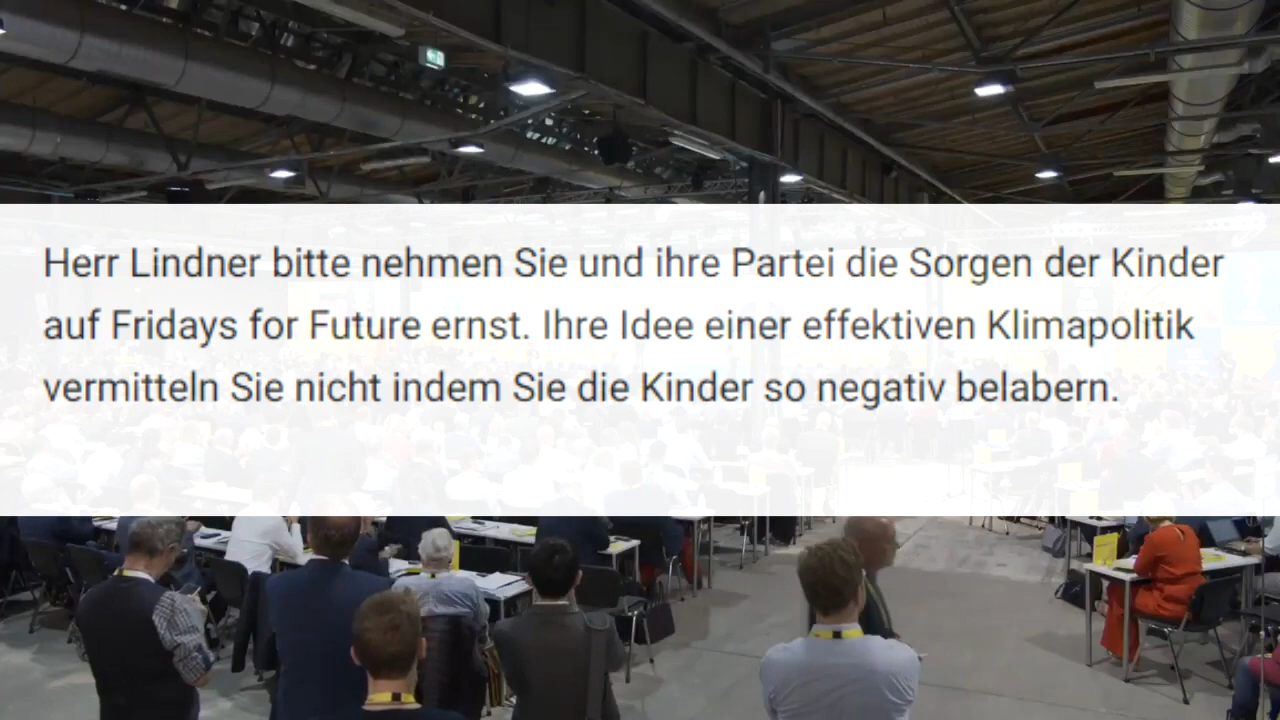 Herr Lindner bitte nehmen Sie und ihre Partei die Sorgen der Kinder
auf Fridays for Future ernst. Ihre Idee einer effektiven Klimapolitik
vermitteln Sie nicht indem Sie die Kinder so negativ belabern.